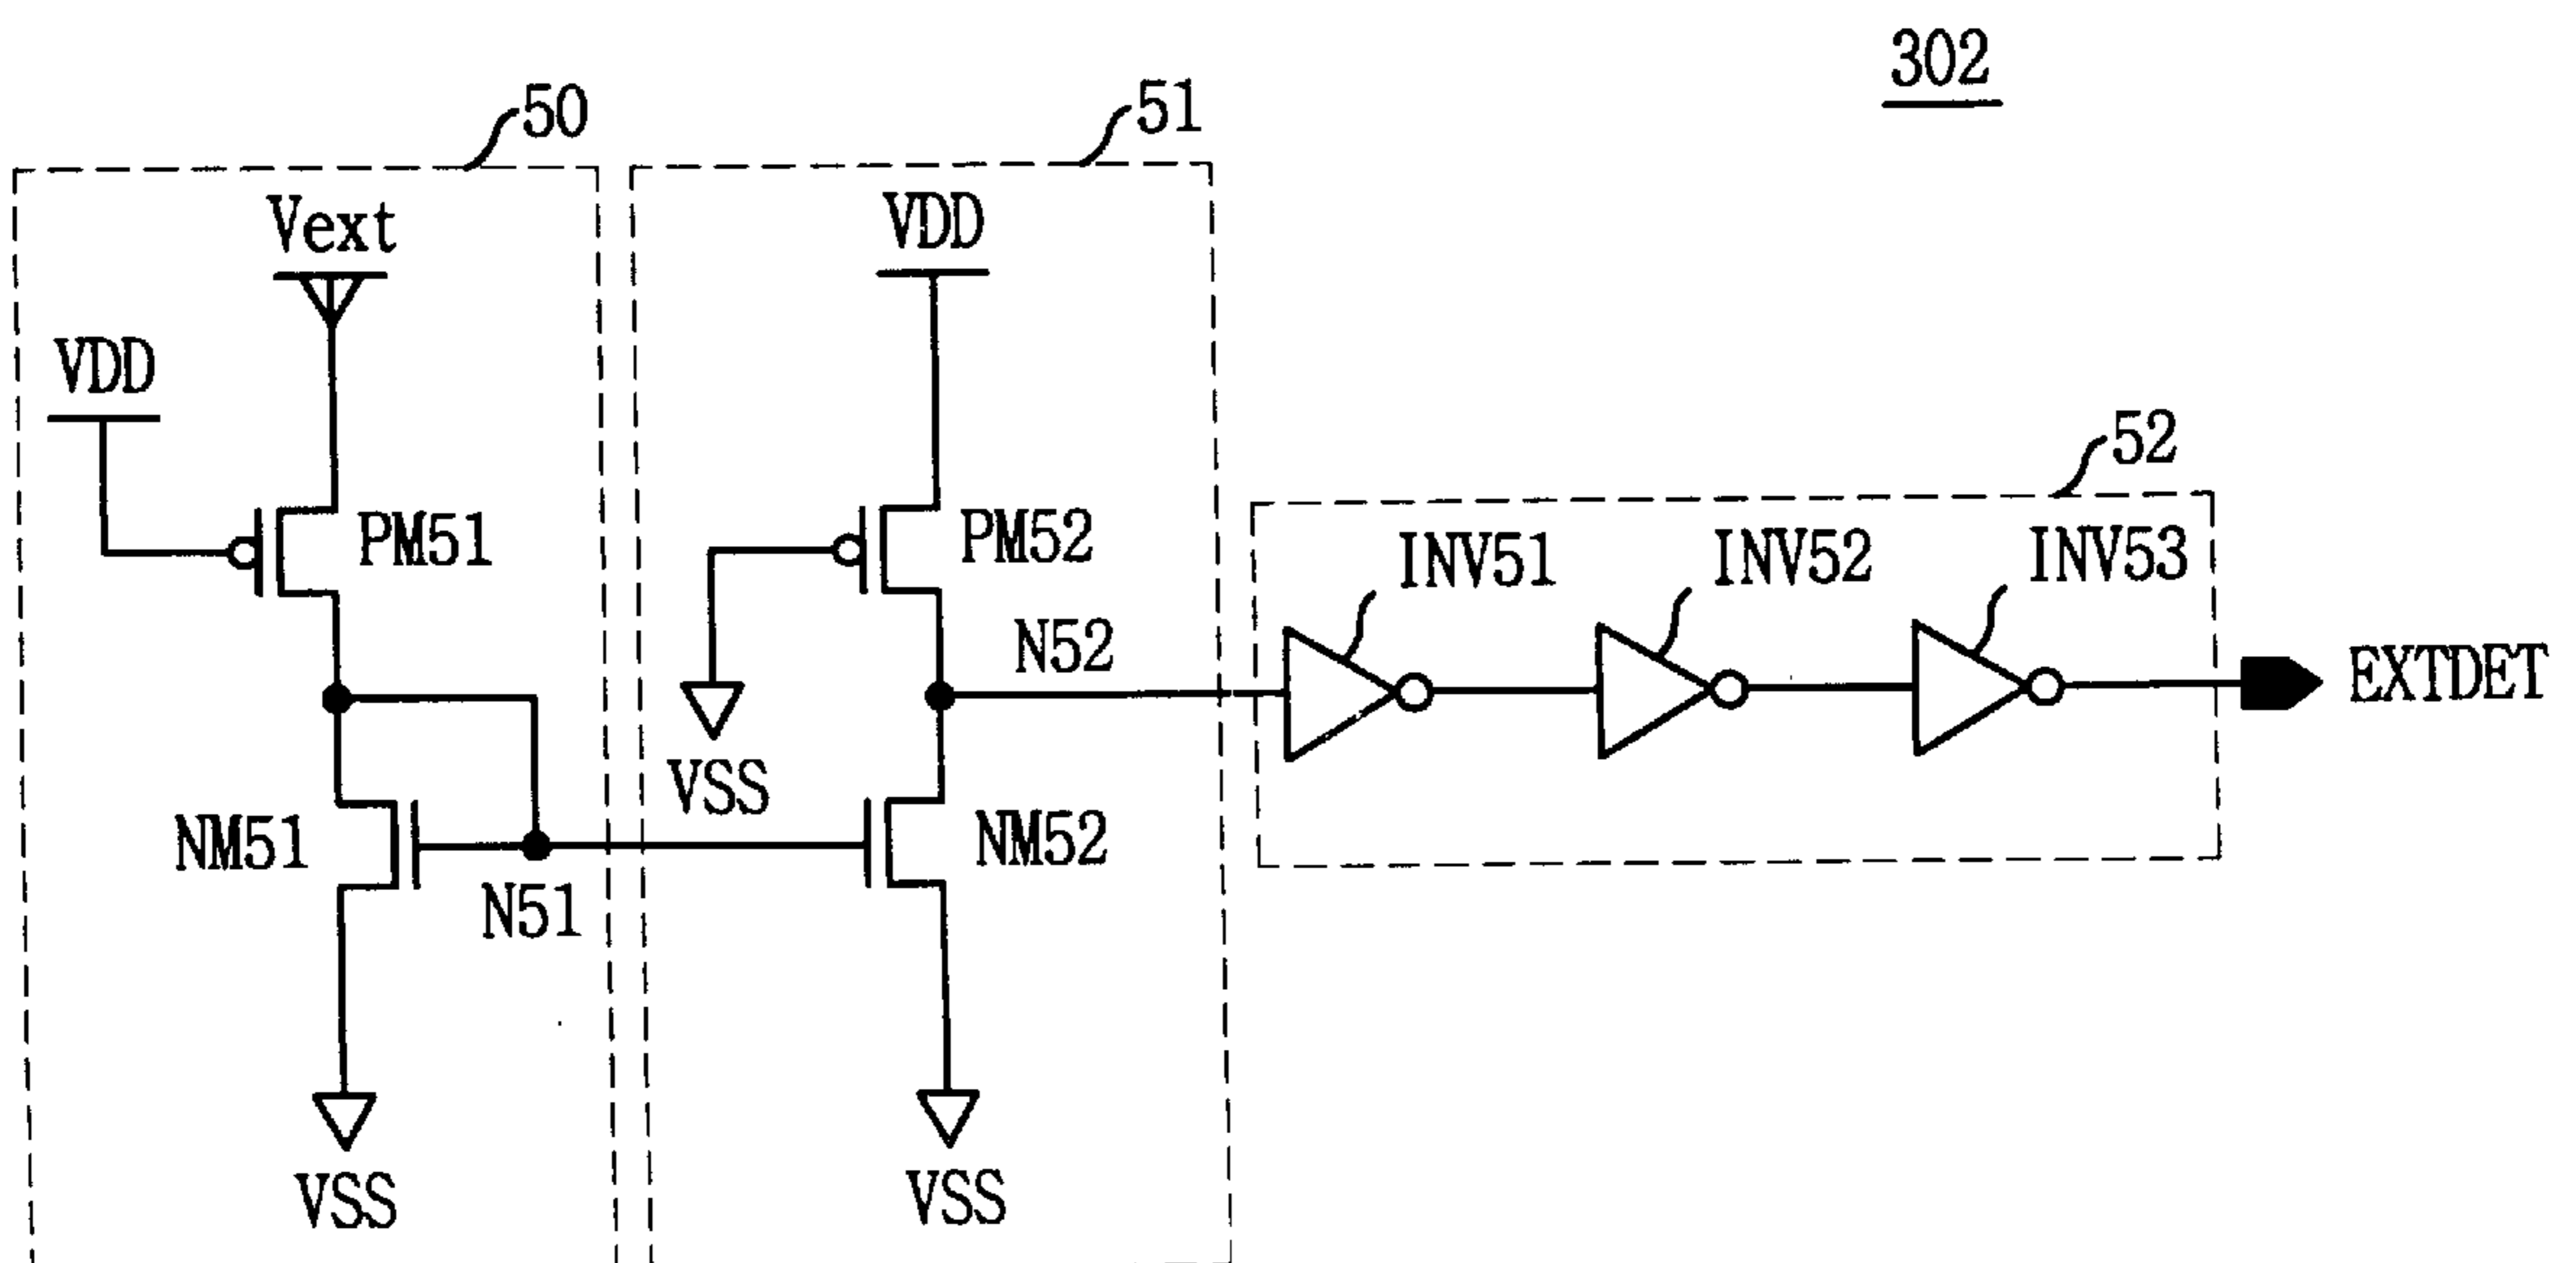 302
50
51
Vext
VDD
VDD
52
PM51
PM52
INV51
INV52
INV53
N52
EXTDET
VSS
NM51
NM52
N51
VSS
VSS